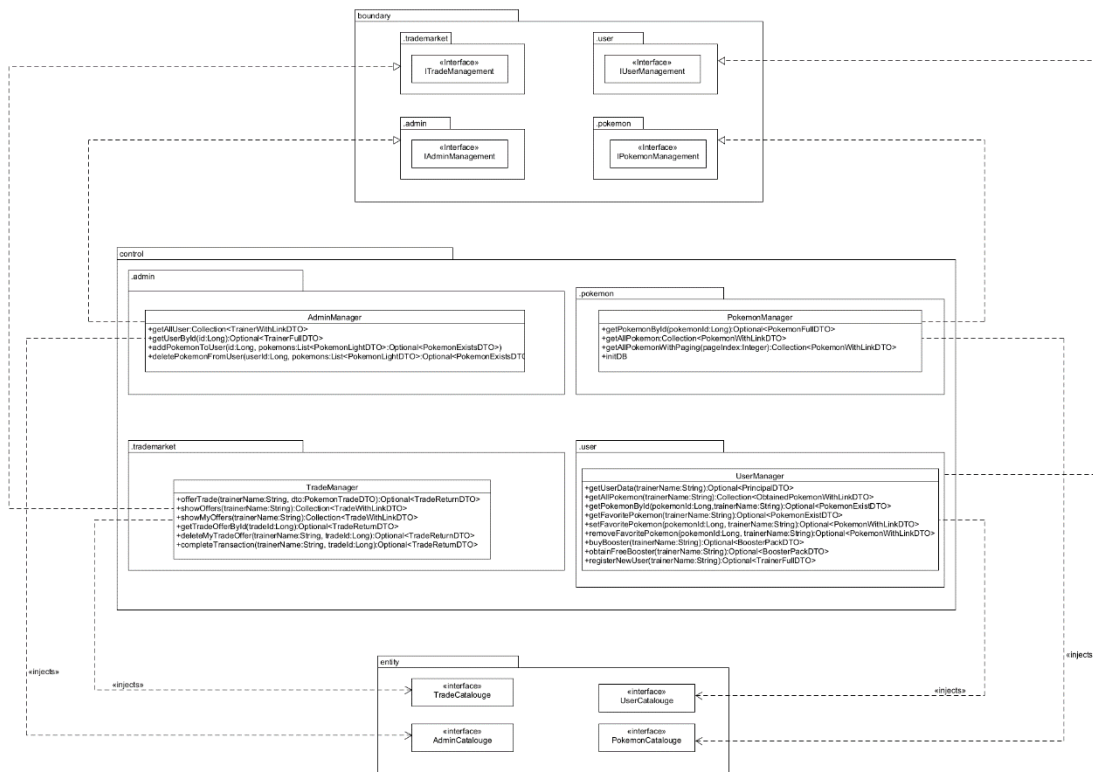 boundary
.trademarket
«Interface»
ITradeManagement
.user
«Interface»
IUserManagement
.admin
«Interface»
IAdminManagement
.pokemon
«Interface»
IPokemonManagement
control
.admin
AdminManager
+getAllUser:Collection<TrainerWithLinkDTO>
+getUserById(id:Long):Optional<TrainerFullDTO>
+addPokemonToUser(id:Long, pokemons:List<PokemonLightDTO>:Optional<PokemonExistsDTO>)
+deletePokemonFromUser(userId:Long, pokemons:List<PokemonLightDTO>:Optional<PokemonExistsDTO
.pokemon
PokemonManager
+getPokemonById(pokemonId:Long):Optional<PokemonFullDTO>
+getAllPokemon:Collection<PokemonWithLinkDTO>
+getAllPokemonWithPaging(pageIndex:Integer):Collection<PokemonWithLinkDTO>
+initDB
.trademarket
TradeManager
+offerTrade(trainerName:String, dto:PokemonTradeDTO):Optional<TradeReturnDTO>
+showOffers(trainerName:String):Collection<TradeWithLinkDTO>
+showMyOffers(trainerName:String):Collection<TradeWithLinkDTO>
+getTradeOfferById(tradeId:Long):Optional<TradeReturnDTO>
+deleteMyTradeOffer(trainerName:String, tradeId:Long):Optional<TradeReturnDTO>
+completeTransaction(trainerName:String, tradeId:Long):Optional<TradeReturnDTO>
.user
UserManager
+getUserData(trainerName:String):Optional<PrincipalDTO>
+getAllPokemon(trainerName:String):Collection<ObtainedPokemonWithLinkDTO>
+getPokemonById(pokemonId:Long,trainerName:String):Optional<PokemonExistDTO>
+getFavoritePokemon(trainerName:String):Optional<PokemonExistDTO>
+setFavoritePokemon(pokemonId:Long, trainerName:String):Optional<PokemonWithLinkDTO>
+removeFavoritePokemon(pokemonId:Long, trainerName:String):Optional<PokemonWithLinkDTO>
+buyBooster(trainerName:String):Optional<BoosterPackDTO>
+obtainFreeBooster(trainerName:String):Optional<BoosterPackDTO>
+registerNewUser(trainerName:String):Optional<TrainerFullDTO>
«injects»
«injects»
«injects»
«injects»
entity
«interface»
TradeCatalouge
«interface»
UserCatalouge
«interface»
AdminCatalouge
«interface»
PokemonCatalouge